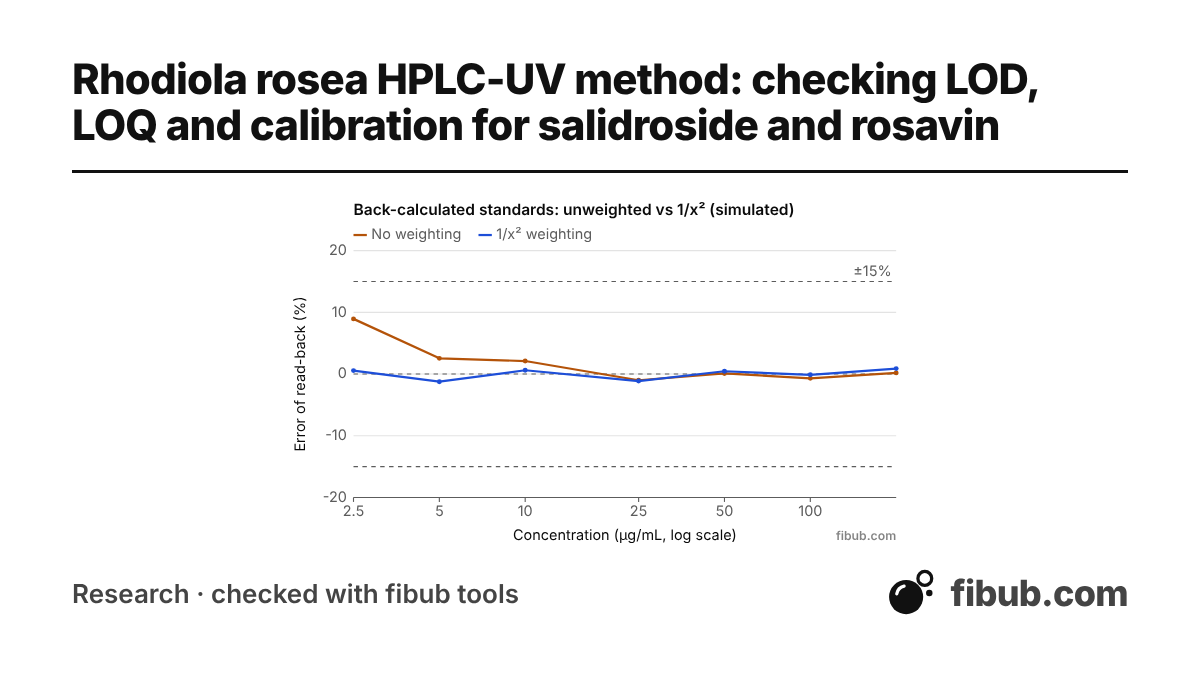 Rhodiola rosea HPLC-UV method: checking LOD,
LOQ and calibration for salidroside and rosavin
Back-calculated standards: unweighted vs 1/x² (simulated)
No weighting 1/x² weighting
20
±15%
10
0
-10
-20
Error of read-back (%)
2.5 5 10 25 50 100
Concentration (µg/mL, log scale)
fibub.com
Research · checked with fibub tools
fibub.com